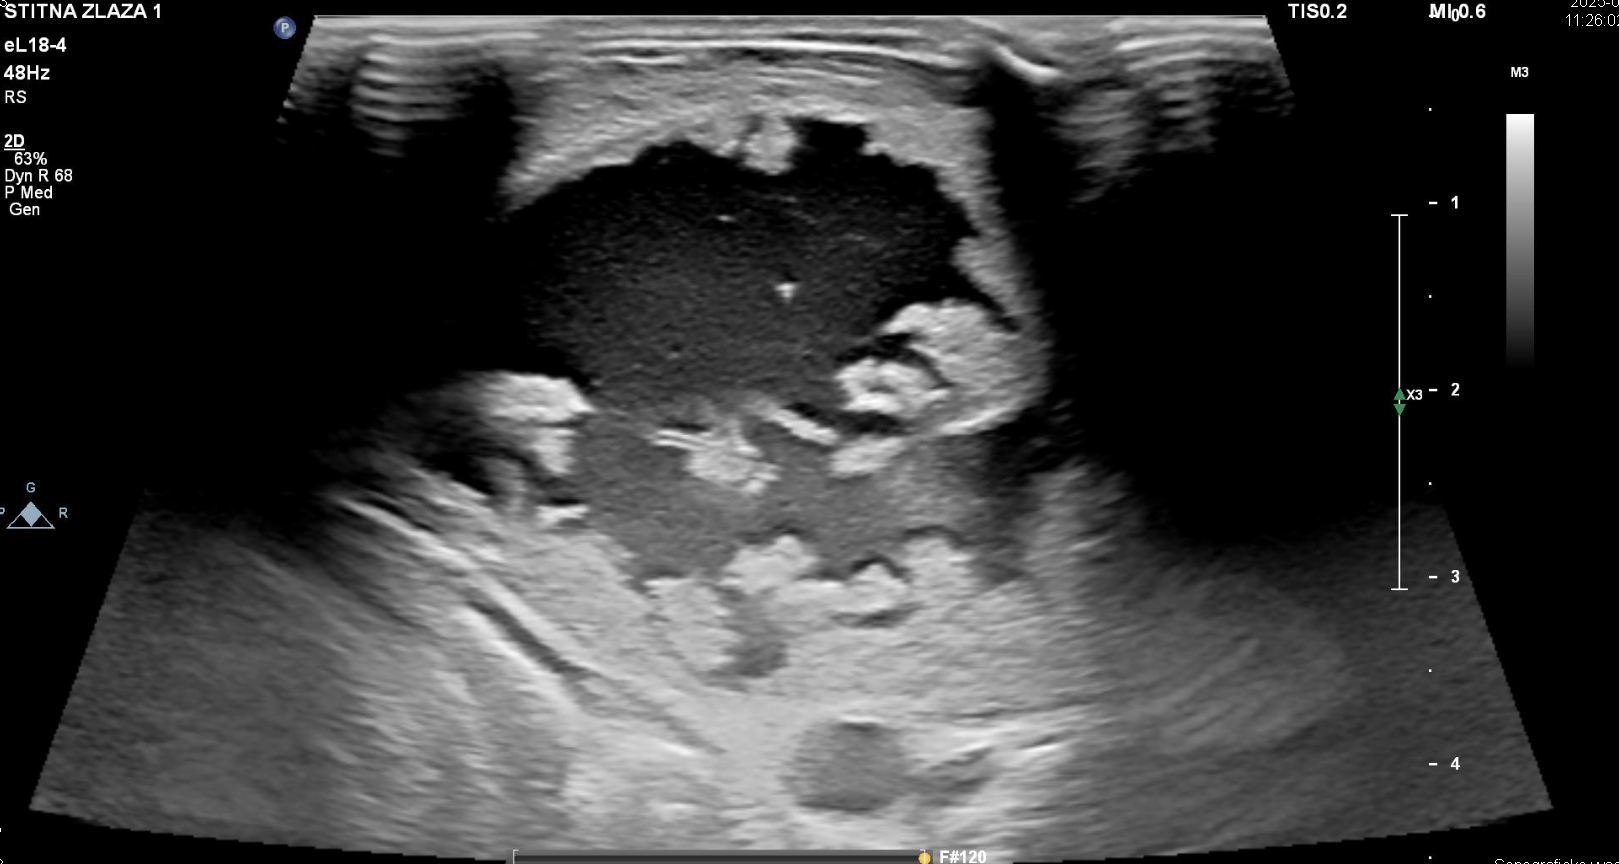 STITNA ZLAZA 1
TIS0.2 MI 0.6
11:26:02
eL18-4
48Hz
RS
2D
63%
Dyn R 68
P Med
Gen
P
M3
1
2
X3
3
4
G
P R
F#120